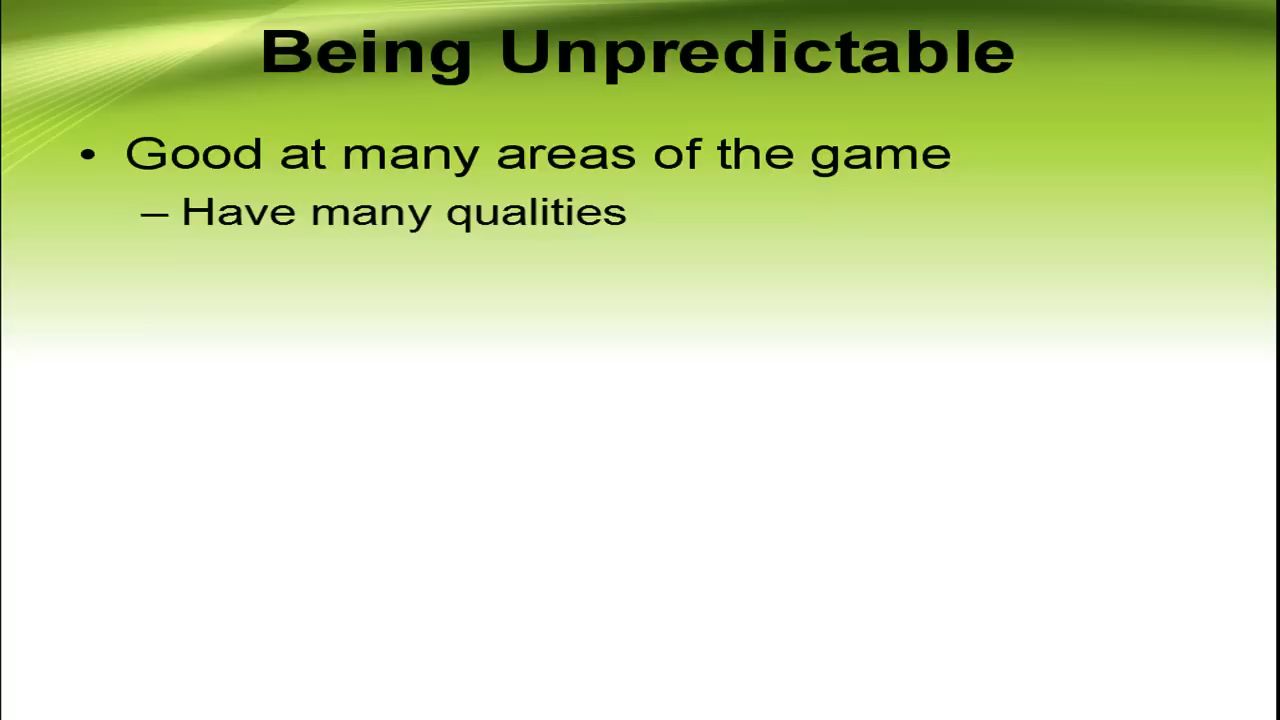 Being Unpredictable
• Good at many areas of the game
– Have many qualities